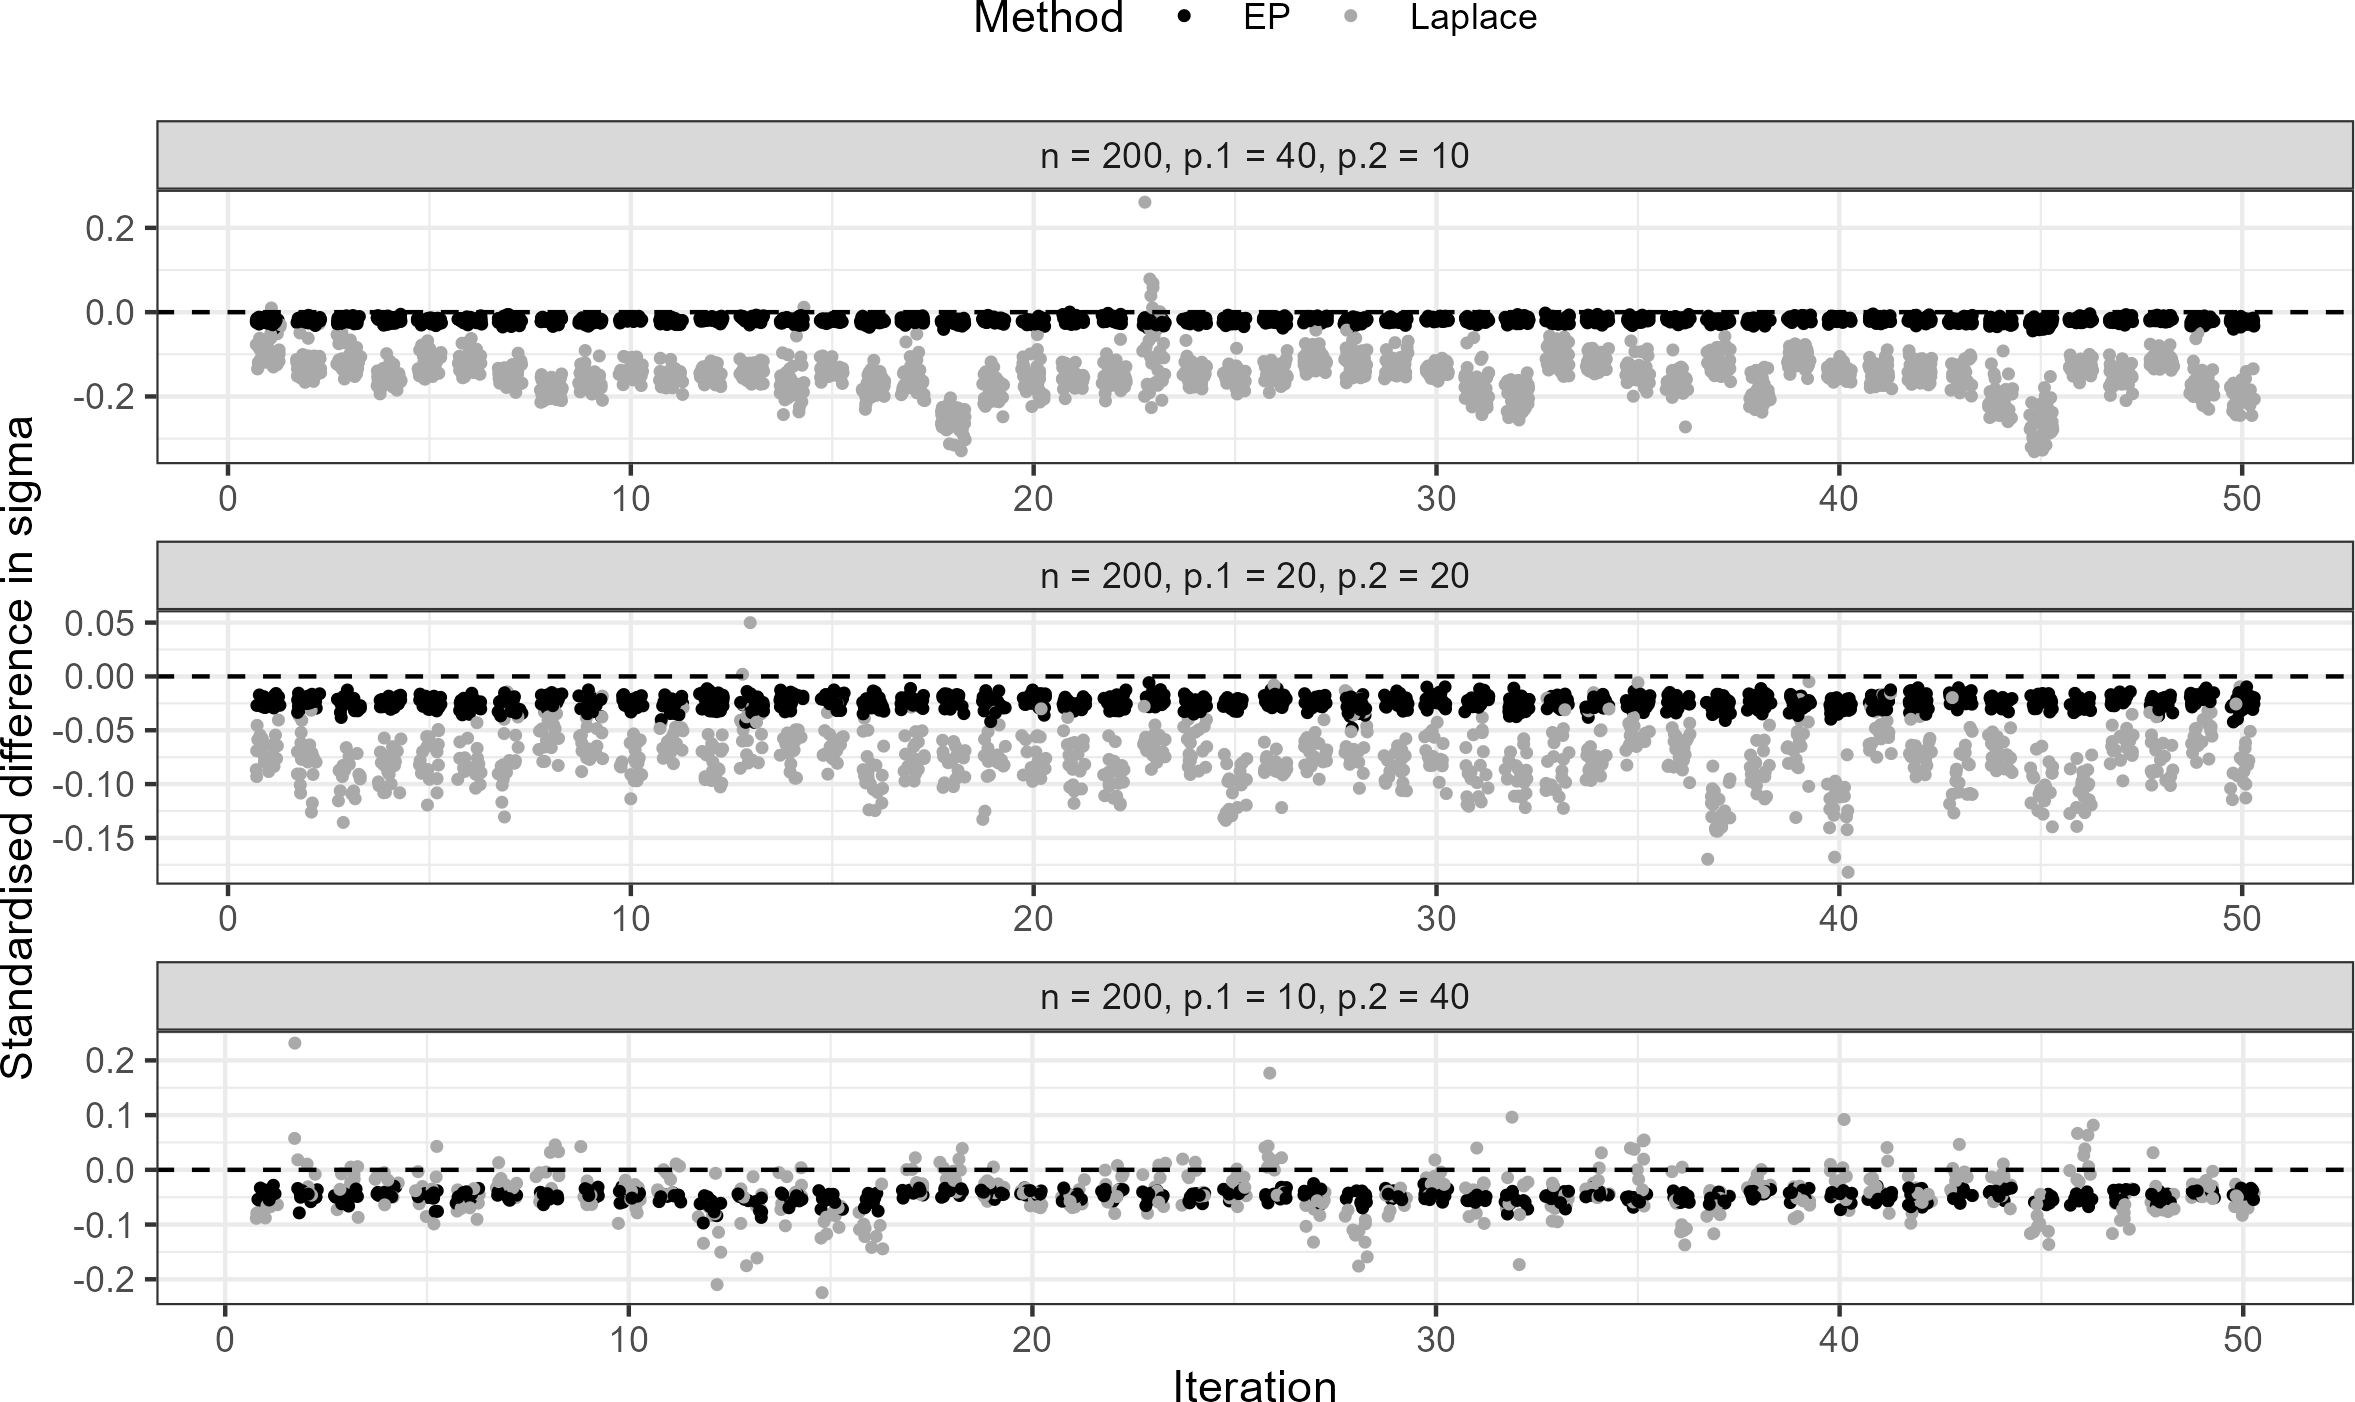 Method EP Laplace
n = 200, p.1 = 40, p.2 = 10
0.2
0.0
-0.2
0 10 20 30 40 50
n = 200, p.1 = 20, p.2 = 20
0.05
0.00
-0.05
-0.10
-0.15
0 10 20 30 40 50
n = 200, p.1 = 10, p.2 = 40
0.2
0.1
0.0
-0.1
-0.2
0 10 20 30 40 50
Iteration
Standardised difference in sigma